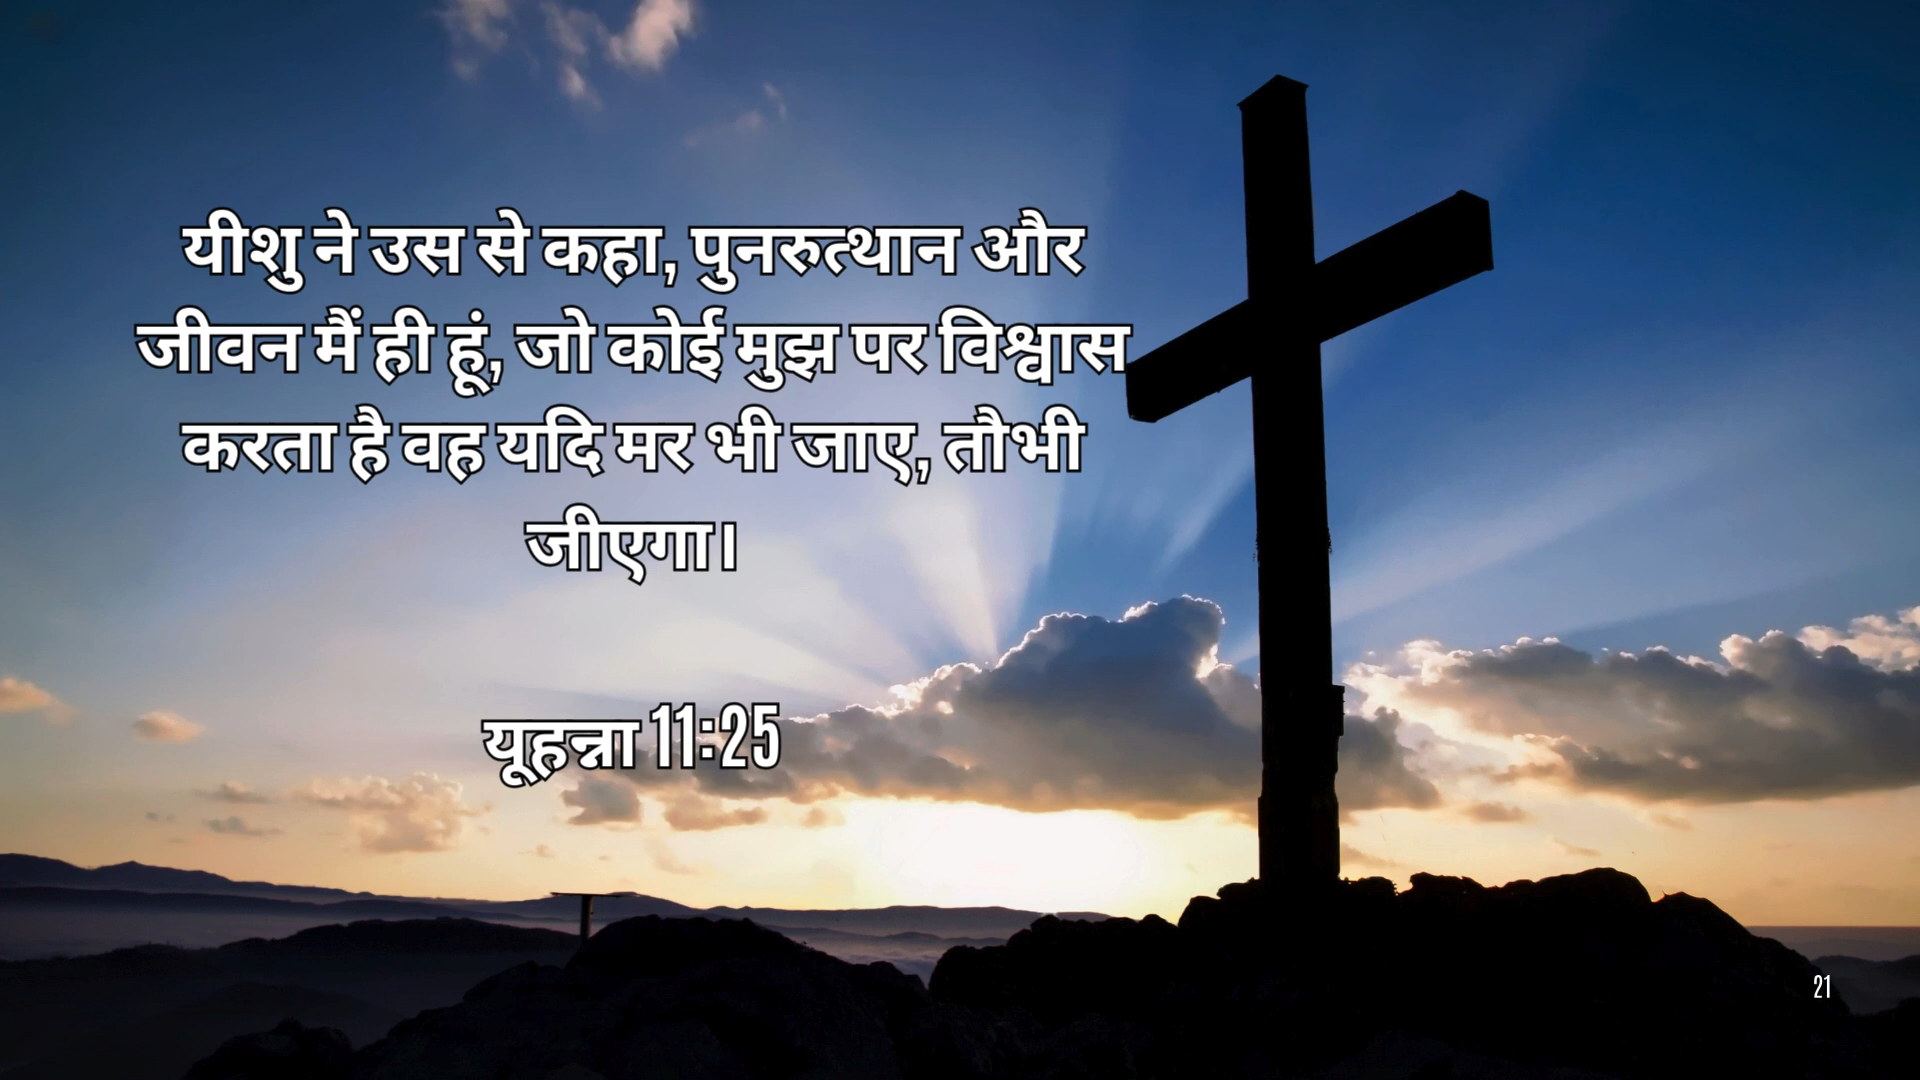 यीशु ने उस से कहा, पुनरुत्थान और
जीवन मैं ही हूं, जो कोई मुझ पर विश्वास
करता है वह यदि मर भी जाए, तौभी
जीएगा।
यूहन्ना 11:25
21